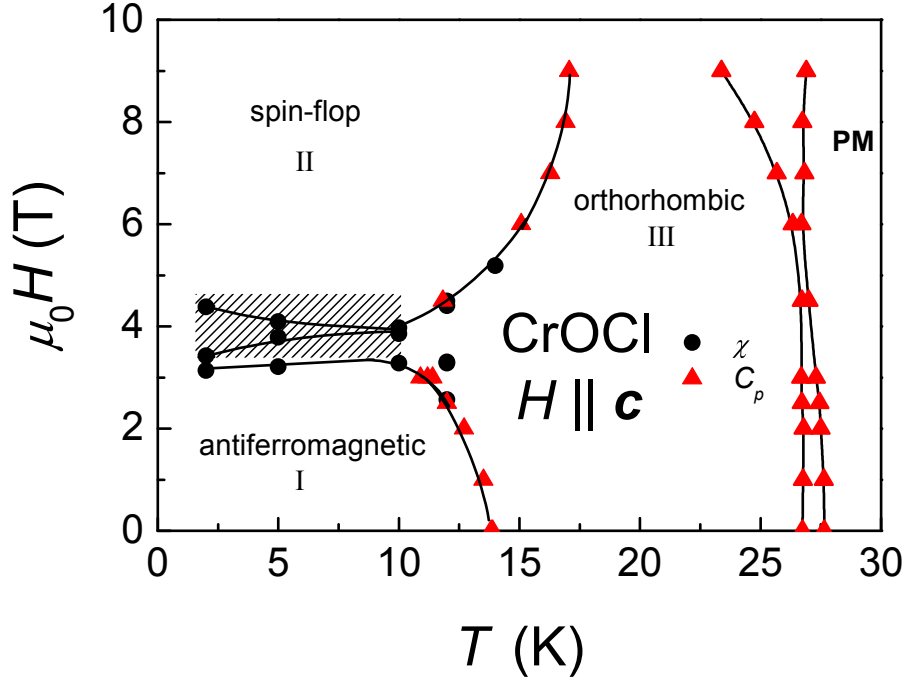 10
8
6
4
2
0
μ₀H (T)
spin-flop
II
PM
orthorhombic
III
CrOCl
H || c
χ
Cₚ
antiferromagnetic
I
0 5 10 15 20 25 30
T (K)